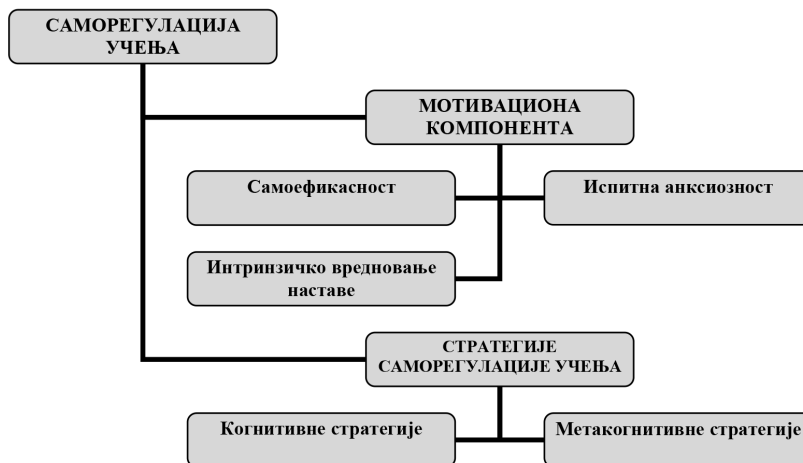 САМОРЕГУЛАЦИЈА
УЧЕЊА
МОТИВАЦИОНА
КОМПОНЕНТА
Самоефикасност
Испитна анксиозност
Интринзичко вредновање
наставе
СТРАТЕГИЈЕ
САМОРЕГУЛАЦИЈЕ УЧЕЊА
Когнитивне стратегије
Метакогнитивне стратегије